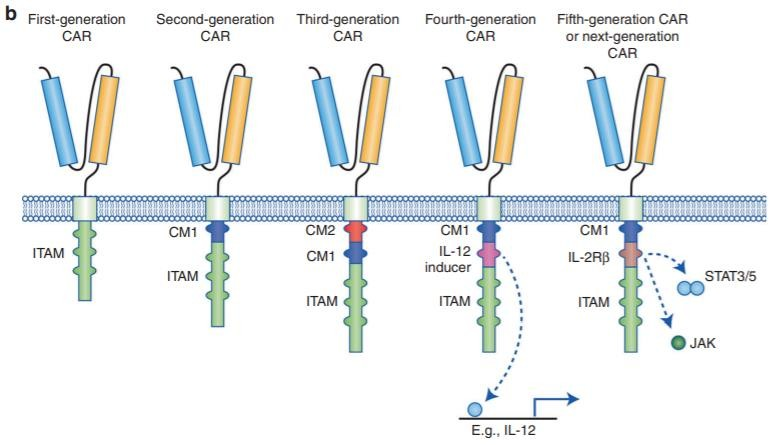 b
First-generation
CAR
Second-generation
CAR
Third-generation
CAR
Fourth-generation
CAR
Fifth-generation CAR
or next-generation
CAR
ITAM
CM1
ITAM
CM2
CM1
ITAM
CM1
IL-12
inducer
ITAM
E.g., IL-12
CM1
IL-2Rβ
ITAM
STAT3/5
JAK